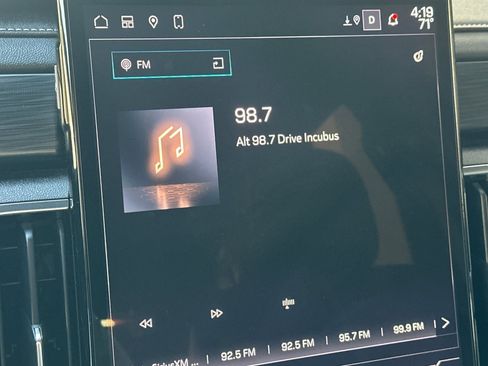 D
4:19
71°
FM
98.7
Alt 98.7 Drive Incubus
SiriusXM ... | 92.5 FM | 92.5 FM | 95.7 FM | 99.9 FM |